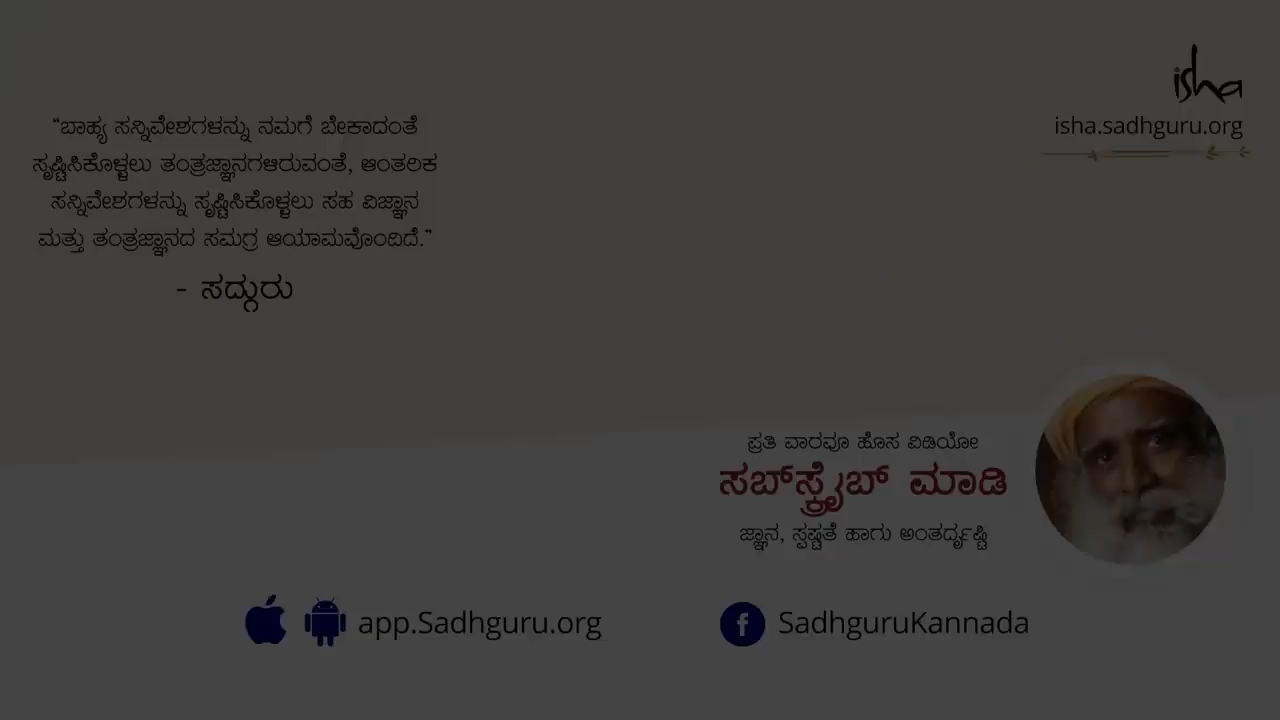 “ಬಾಹ್ಯ ಸನ್ನಿವೇಶಗಳನ್ನು ನಮಗೆ ಬೇಕಾದಂತೆ
ಸೃಷ್ಟಿಸಿಕೊಳ್ಳಲು ತಂತ್ರಜ್ಞಾನಗಳಿರುವಂತೆ, ಆಂತರಿಕ
ಸನ್ನಿವೇಶಗಳನ್ನು ಸೃಷ್ಟಿಸಿಕೊಳ್ಳಲು ಸಹ ವಿಜ್ಞಾನ
ಮತ್ತು ತಂತ್ರಜ್ಞಾನದ ಸಮಗ್ರ ಆಯಾಮವೊಂದಿದೆ.”
- ಸದ್ಗುರು
isha
isha.sadhguru.org
ಪ್ರತಿ ವಾರವೂ ಹೊಸ ವಿಡಿಯೋ
ಸಬ್‌ಸ್ಕ್ರೈಬ್ ಮಾಡಿ
ಜ್ಞಾನ, ಸ್ಪಷ್ಟತೆ ಹಾಗು ಅಂತರ್ದೃಷ್ಟಿ
app.Sadhguru.org
SadhguruKannada